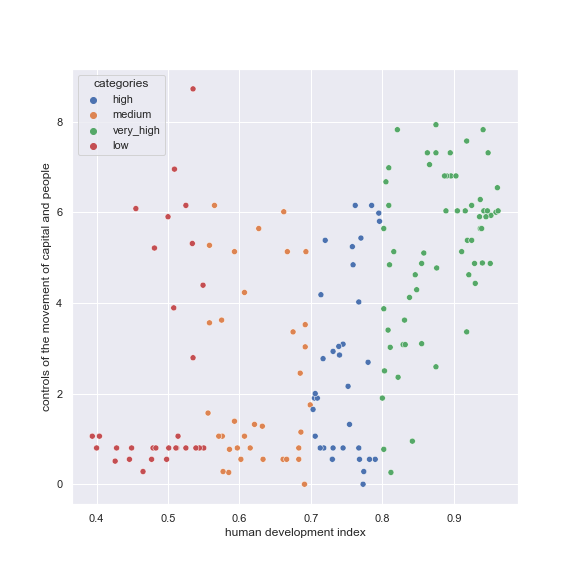 categories
high
medium
very_high
low
controls of the movement of capital and people
8
6
4
2
0
0.4 0.5 0.6 0.7 0.8 0.9
human development index